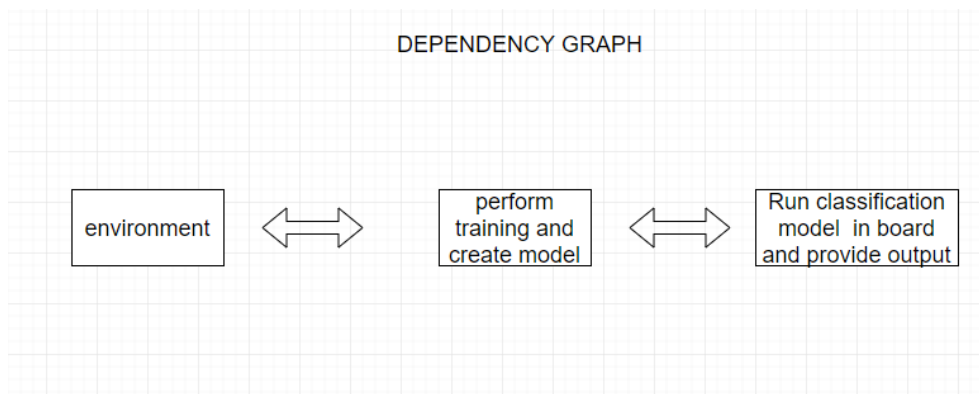 DEPENDENCY GRAPH
environment
perform
training and
create model
Run classification
model in board
and provide output